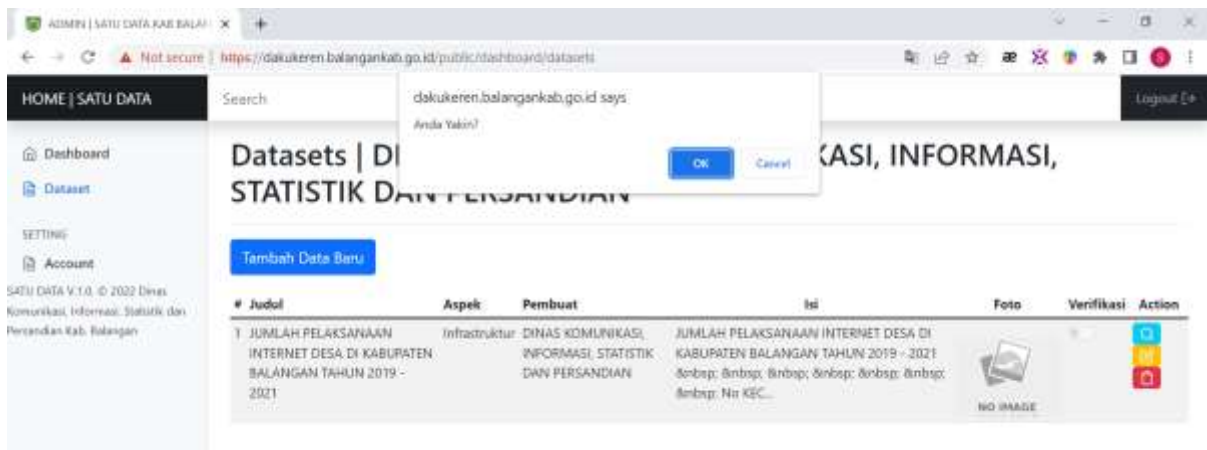 ADMIN | SATU DATA KAB BALAN
Not secure | https://dakukeren.balangankab.go.id/public/dashboard/datasets
HOME | SATU DATA
Search
Logout
dakukeren.balangankab.go.id says
Anda Yakin?
OK
Cancel
Dashboard
Dataset
SETTING
Account
SATU DATA V.1.0. © 2022 Dinas
Komunikasi, Informasi, Statistik dan
Persandian Kab. Balangan
Datasets | DI KASI, INFORMASI,
STATISTIK DAN PERSANDIAN
Tambah Data Baru
# Judul Aspek Pembuat Isi Foto Verifikasi Action
1 JUMLAH PELAKSANAAN Infrastruktur DINAS KOMUNIKASI, JUMLAH PELAKSANAAN INTERNET DESA DI
INTERNET DESA DI KABUPATEN INFORMASI, STATISTIK KABUPATEN BALANGAN TAHUN 2019 - 2021
BALANGAN TAHUN 2019 - DAN PERSANDIAN &nbsp; &nbsp; &nbsp; &nbsp; &nbsp; &nbsp;
2021 &nbsp; No KEC...
NO IMAGE